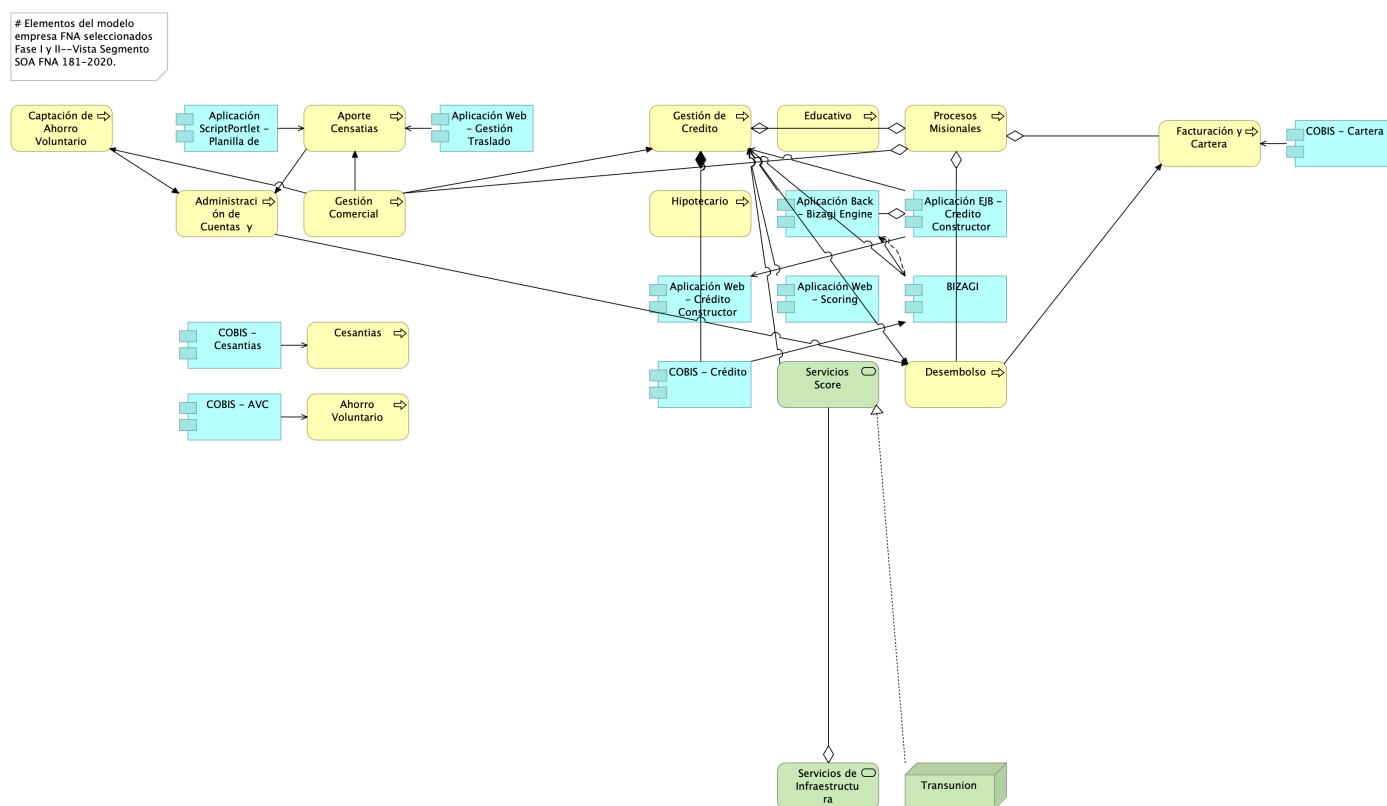 # Elementos del modelo
empresa FNA seleccionados
Fase I y II--Vista Segmento
SOA FNA 181-2020.
Captación de
Ahorro
Voluntario
Aplicación
ScriptPortlet -
Planilla de
Aporte
Censatias
Aplicación Web
- Gestión
Traslado
Gestión de
Credito
Educativo
Procesos
Misionales
Facturación y
Cartera
COBIS - Cartera
Administraci
ón de
Cuentas y
Gestión
Comercial
Hipotecario
Aplicación Back
- Bizagi Engine
Aplicación EJB -
Credito
Constructor
Aplicación Web
- Crédito
Constructor
Aplicación Web
- Scoring
BIZAGI
COBIS -
Cesantias
Cesantias
COBIS - Crédito
Servicios
Score
Desembolso
COBIS - AVC
Ahorro
Voluntario
Servicios de
Infraestructu
ra
Transunion